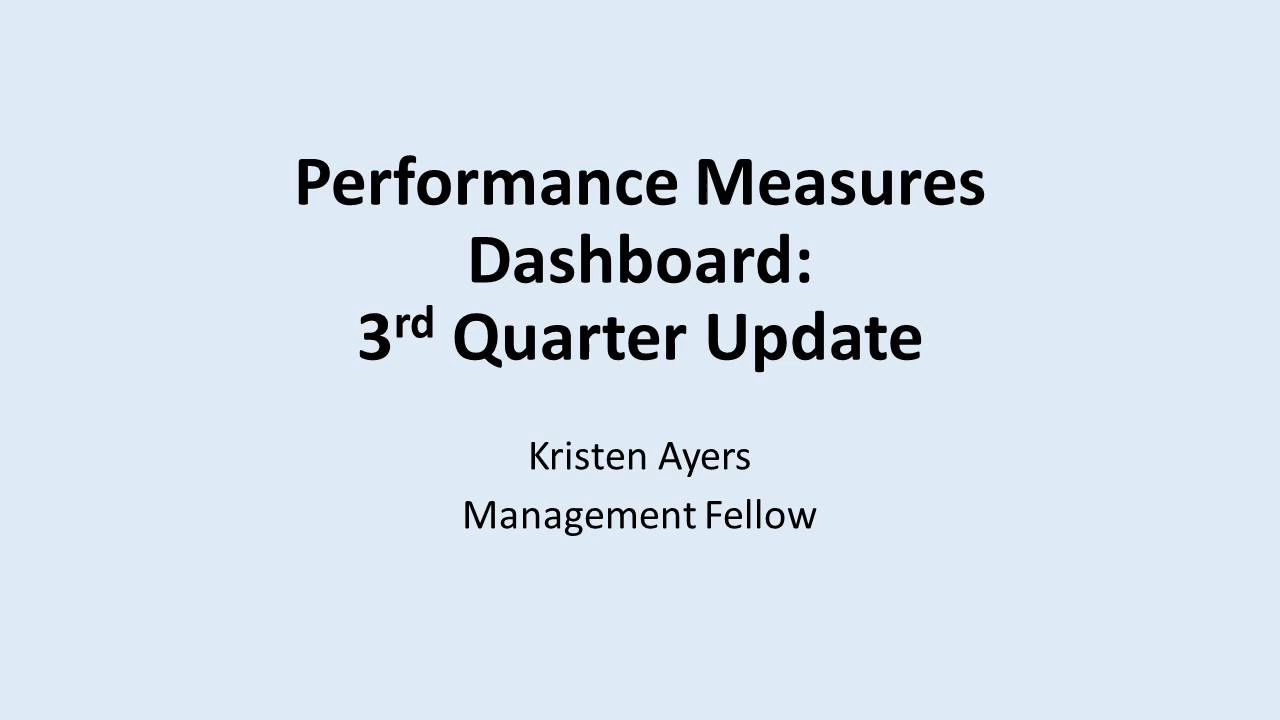 Performance Measures
Dashboard:
3rd Quarter Update
Kristen Ayers
Management Fellow